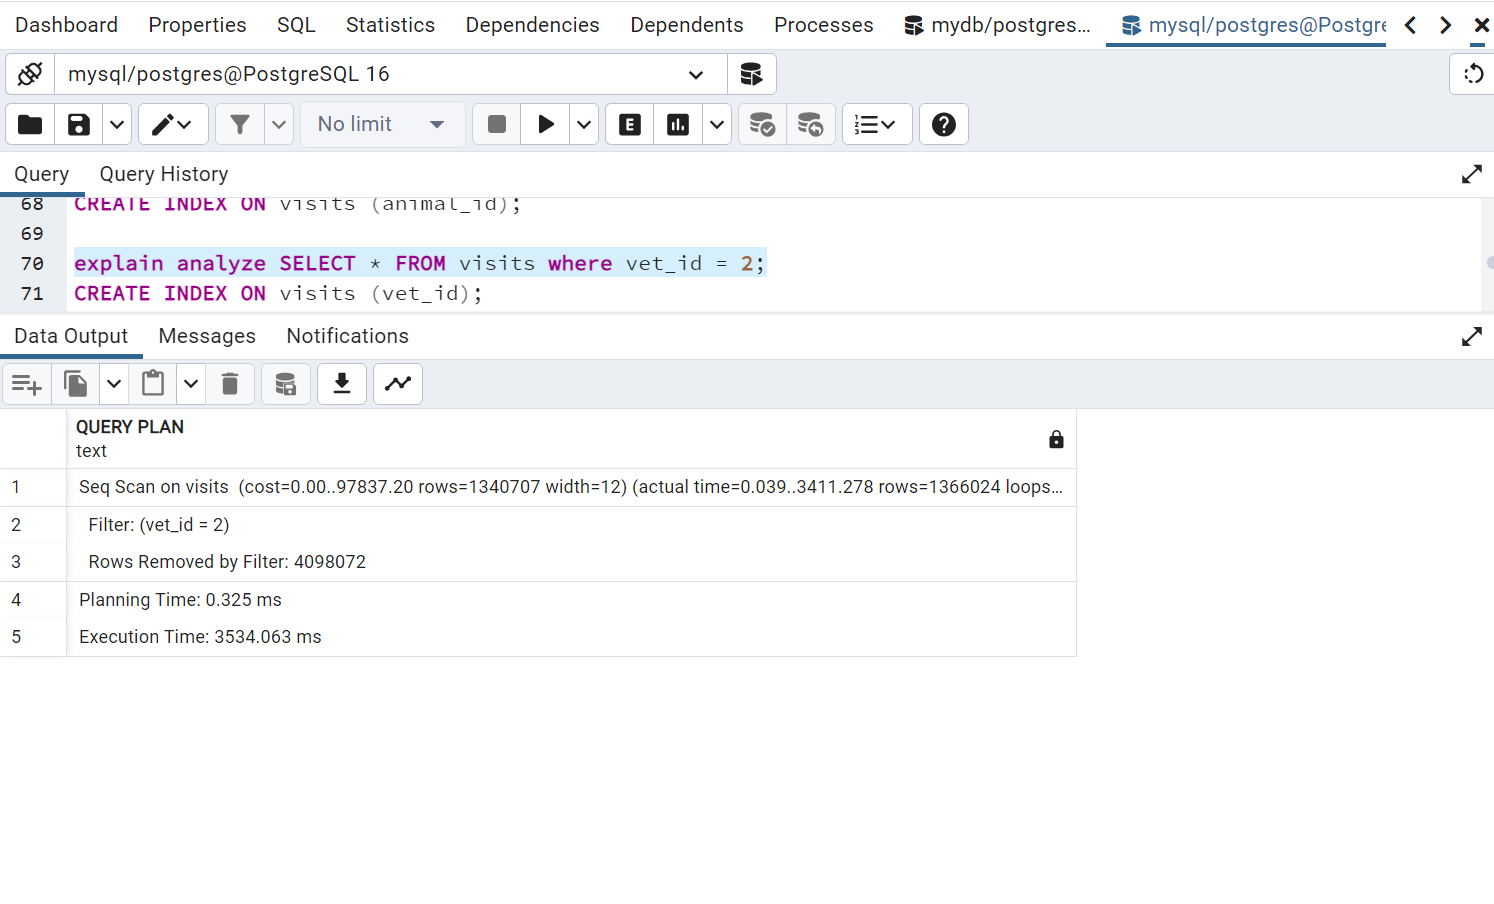 Dashboard Properties SQL Statistics Dependencies Dependents Processes mydb/postgres... mysql/postgres@Postgre
mysql/postgres@PostgreSQL 16
No limit E
Query Query History
68 CREATE INDEX ON visits (animal_id);
69
70 explain analyze SELECT * FROM visits where vet_id = 2;
71 CREATE INDEX ON visits (vet_id);
Data Output Messages Notifications
QUERY PLAN
text
1 Seq Scan on visits (cost=0.00..97837.20 rows=1340707 width=12) (actual time=0.039..3411.278 rows=1366024 loops...
2 Filter: (vet_id = 2)
3 Rows Removed by Filter: 4098072
4 Planning Time: 0.325 ms
5 Execution Time: 3534.063 ms